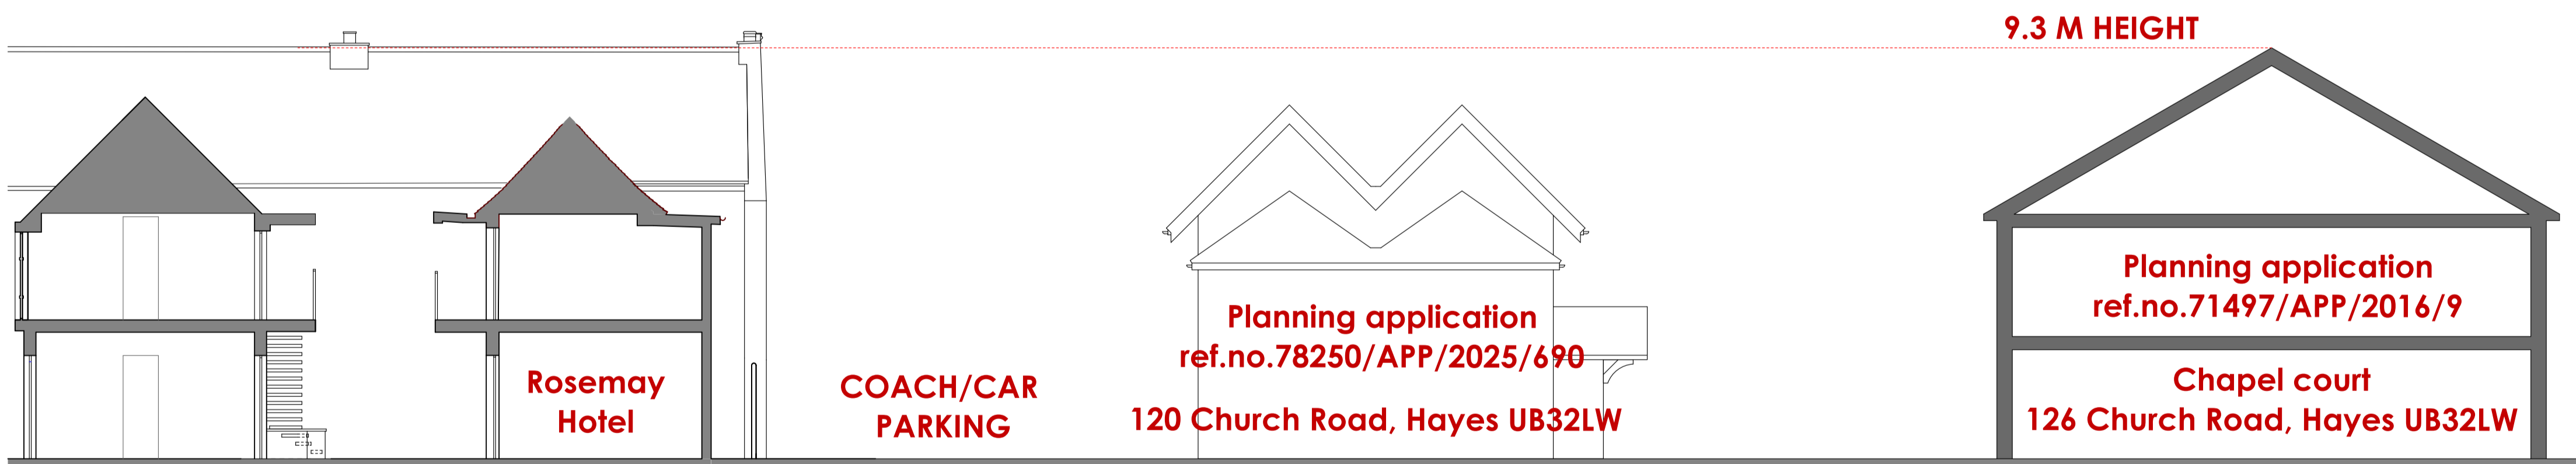 9.3 M HEIGHT
Rosemay
Hotel
COACH/CAR
PARKING
Planning application
ref.no.78250/APP/2025/690
120 Church Road, Hayes UB32LW
Planning application
ref.no.71497/APP/2016/9
Chapel court
126 Church Road, Hayes UB32LW